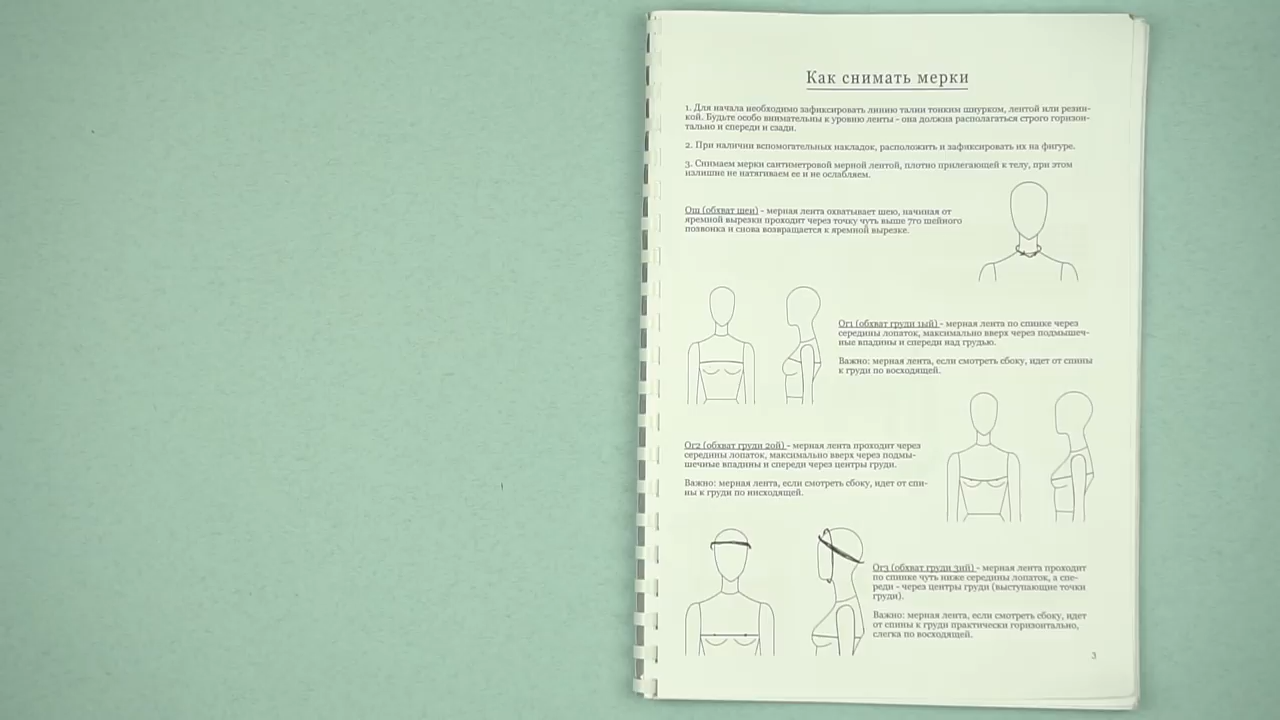 Как снимать мерки
1. Для начала необходимо зафиксировать линию талии тонким шнурком, лентой или резин-
кой. Будьте особо внимательны к уровню ленты - она должна располагаться строго горизон-
тально и спереди и сзади.
2. При наличии вспомогательных накладок, расположить и зафиксировать их на фигуре.
3. Снимаем мерки сантиметровой мерной лентой, плотно прилегающей к телу, при этом
излишне не натягиваем ее и не ослабляем.
Ош (обхват шеи) - мерная лента охватывает шею, начиная от
яремной вырезки проходит через точку чуть выше 7го шейного
позвонка и снова возвращается к яремной вырезке.
Ог1 (обхват груди 1ый) - мерная лента по спинке через
середины лопаток, максимально вверх через подмышеч-
ные впадины и спереди над грудью.
Важно: мерная лента, если смотреть сбоку, идет от спины
к груди по восходящей.
Ог2 (обхват груди 2ой) - мерная лента проходит через
середины лопаток, максимально вверх через подмы-
шечные впадины и спереди через центры груди.
Важно: мерная лента, если смотреть сбоку, идет от спи-
ны к груди по нисходящей.
Ог3 (обхват груди 3ий) - мерная лента проходит
по спинке чуть ниже середины лопаток, а спе-
реди - через центры груди (выступающие точки
груди).
Важно: мерная лента, если смотреть сбоку, идет
от спины к груди практически горизонтально,
слегка по восходящей.
3